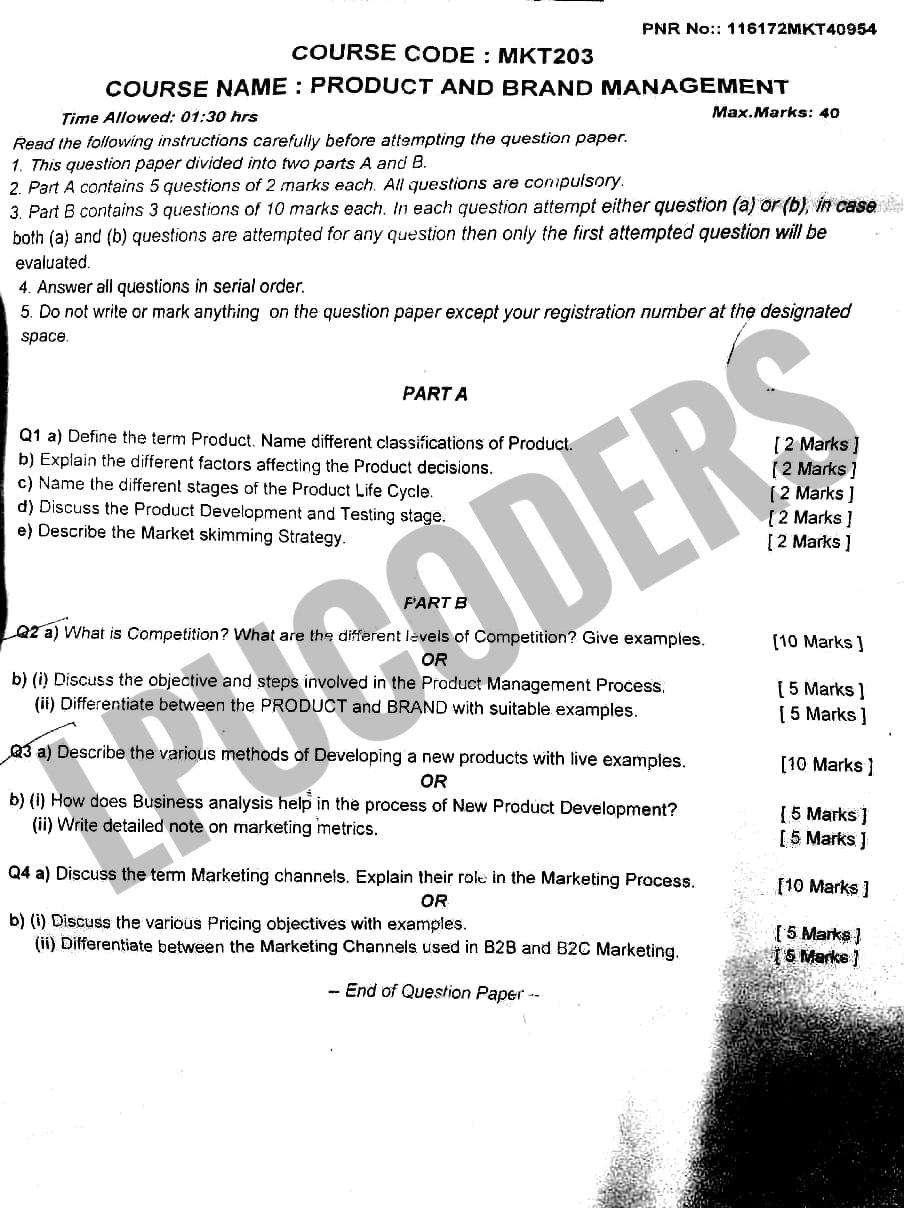 PNR No:: 116172MKT40954
COURSE CODE : MKT203
COURSE NAME : PRODUCT AND BRAND MANAGEMENT
Time Allowed: 01:30 hrs
Max.Marks: 40
Read the following instructions carefully before attempting the question paper.
1. This question paper divided into two parts A and B.
2. Part A contains 5 questions of 2 marks each. All questions are compulsory.
3. Part B contains 3 questions of 10 marks each. In each question attempt either question (a) or (b), in case
both (a) and (b) questions are attempted for any question then only the first attempted question will be
evaluated.
4. Answer all questions in serial order.
5. Do not write or mark anything on the question paper except your registration number at the designated
space.
PART A
Q1 a) Define the term Product. Name different classifications of Product. [ 2 Marks ]
b) Explain the different factors affecting the Product decisions. [ 2 Marks ]
c) Name the different stages of the Product Life Cycle. [ 2 Marks ]
d) Discuss the Product Development and Testing stage. [ 2 Marks ]
e) Describe the Market skimming Strategy. [ 2 Marks ]
LPUCODERS
PART B
Q2 a) What is Competition? What are the different levels of Competition? Give examples. [10 Marks ]
OR
b) (i) Discuss the objective and steps involved in the Product Management Process. [ 5 Marks ]
(ii) Differentiate between the PRODUCT and BRAND with suitable examples. [ 5 Marks ]
Q3 a) Describe the various methods of Developing a new products with live examples. [10 Marks ]
OR
b) (i) How does Business analysis help in the process of New Product Development? [ 5 Marks ]
(ii) Write detailed note on marketing metrics. [ 5 Marks ]
Q4 a) Discuss the term Marketing channels. Explain their role in the Marketing Process. [10 Marks ]
OR
b) (i) Discuss the various Pricing objectives with examples. [ 5 Marks ]
(ii) Differentiate between the Marketing Channels used in B2B and B2C Marketing. [ 5 Marks ]
-- End of Question Paper --